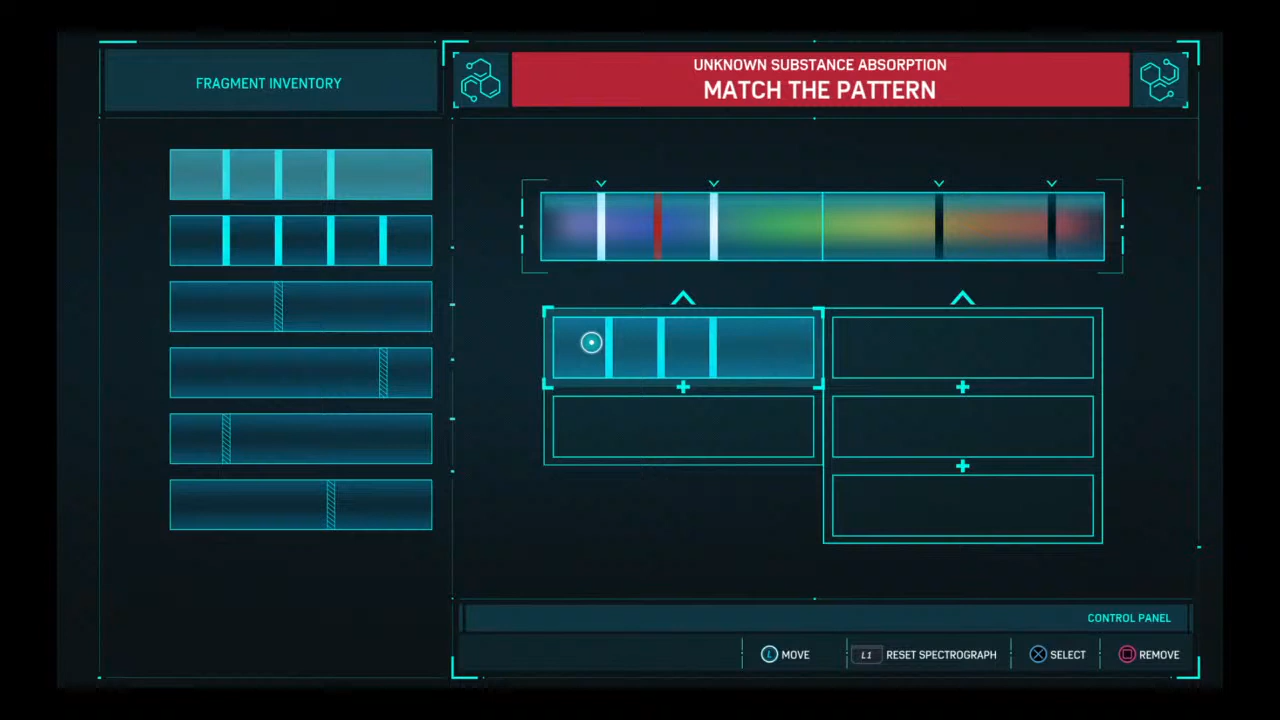 FRAGMENT INVENTORY
UNKNOWN SUBSTANCE ABSORPTION
MATCH THE PATTERN
CONTROL PANEL
L MOVE
L1 RESET SPECTROGRAPH
SELECT
REMOVE